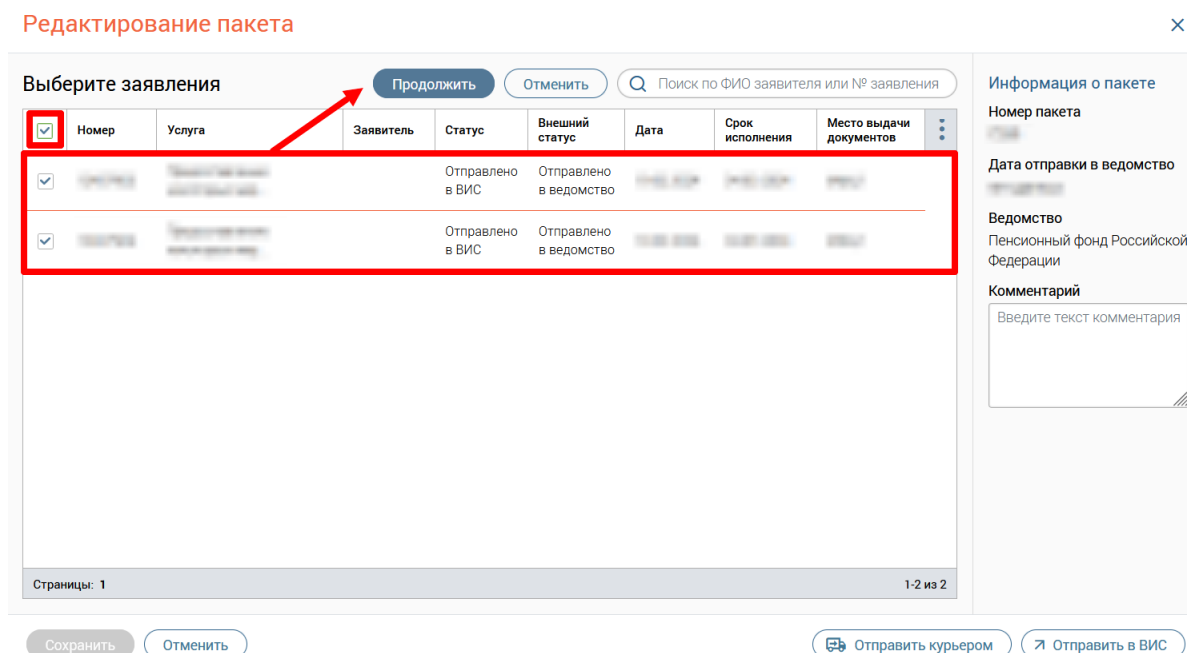 Редактирование пакета
Выберите заявления
Продолжить
Отменить
Поиск по ФИО заявителя или № заявления
Номер
Услуга
Заявитель
Статус
Внешний
статус
Дата
Срок
исполнения
Место выдачи
документов
Отправлено
в ВИС
Отправлено
в ведомство
Отправлено
в ВИС
Отправлено
в ведомство
Страницы: 1
1-2 из 2
Информация о пакете
Номер пакета
Дата отправки в ведомство
Ведомство
Пенсионный фонд Российской
Федерации
Комментарий
Введите текст комментария
Сохранить
Отменить
Отправить курьером
Отправить в ВИС